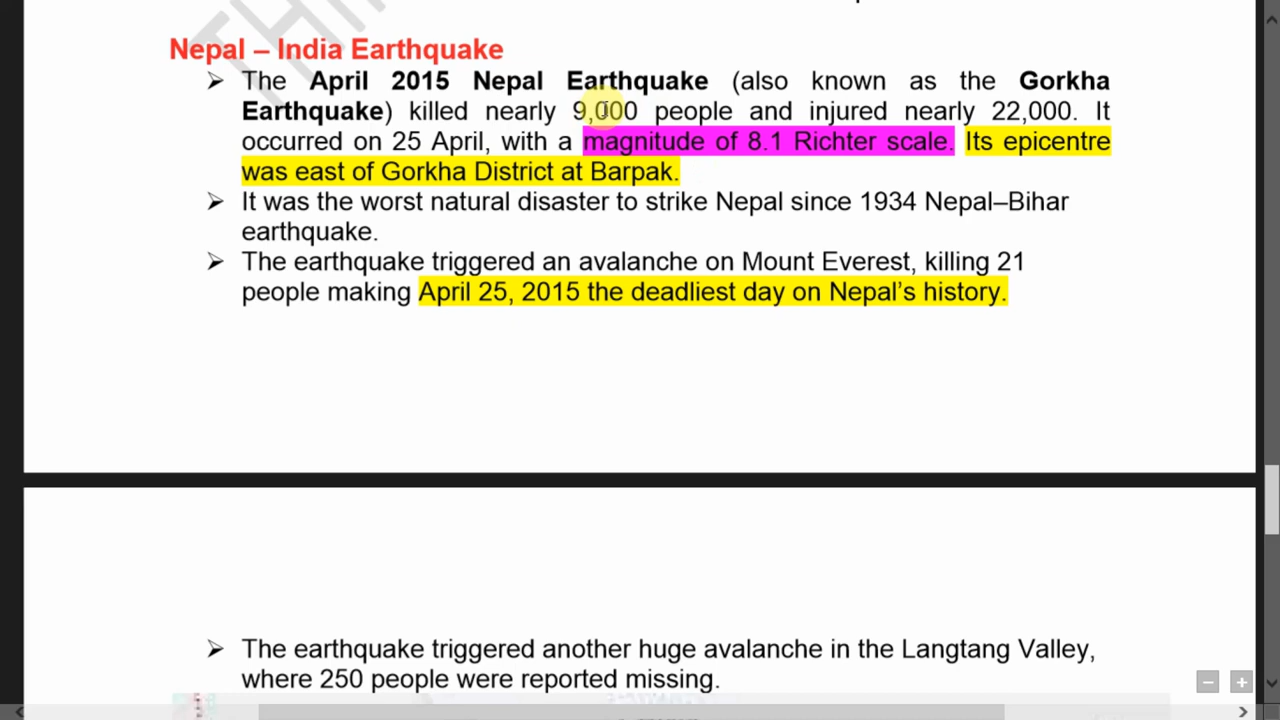 Nepal – India Earthquake
➢ The April 2015 Nepal Earthquake (also known as the Gorkha
Earthquake) killed nearly 9,000 people and injured nearly 22,000. It
occurred on 25 April, with a magnitude of 8.1 Richter scale. Its epicentre
was east of Gorkha District at Barpak.
➢ It was the worst natural disaster to strike Nepal since 1934 Nepal–Bihar
earthquake.
➢ The earthquake triggered an avalanche on Mount Everest, killing 21
people making April 25, 2015 the deadliest day on Nepal’s history.
➢ The earthquake triggered another huge avalanche in the Langtang Valley,
where 250 people were reported missing.